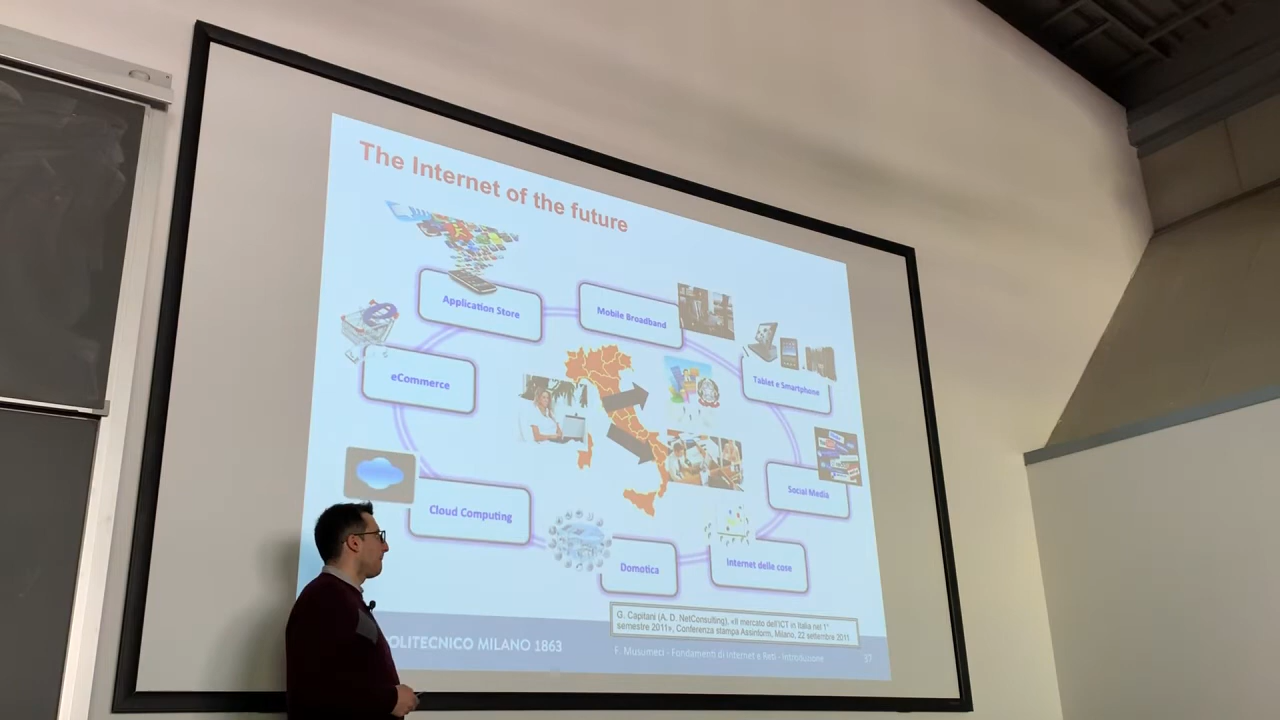 The Internet of the future
Application Store
Mobile Broadband
Tablet e Smartphone
eCommerce
Social Media
Cloud Computing
Internet delle cose
Domotica
G. Capitani (A. D. NetConsulting), «Il mercato dell'ICT in Italia nel 1°
semestre 2011», Conferenza stampa Assinform, Milano, 22 settembre 2011
POLITECNICO MILANO 1863
F. Musumeci - Fondamenti di Internet e Reti - Introduzione
37